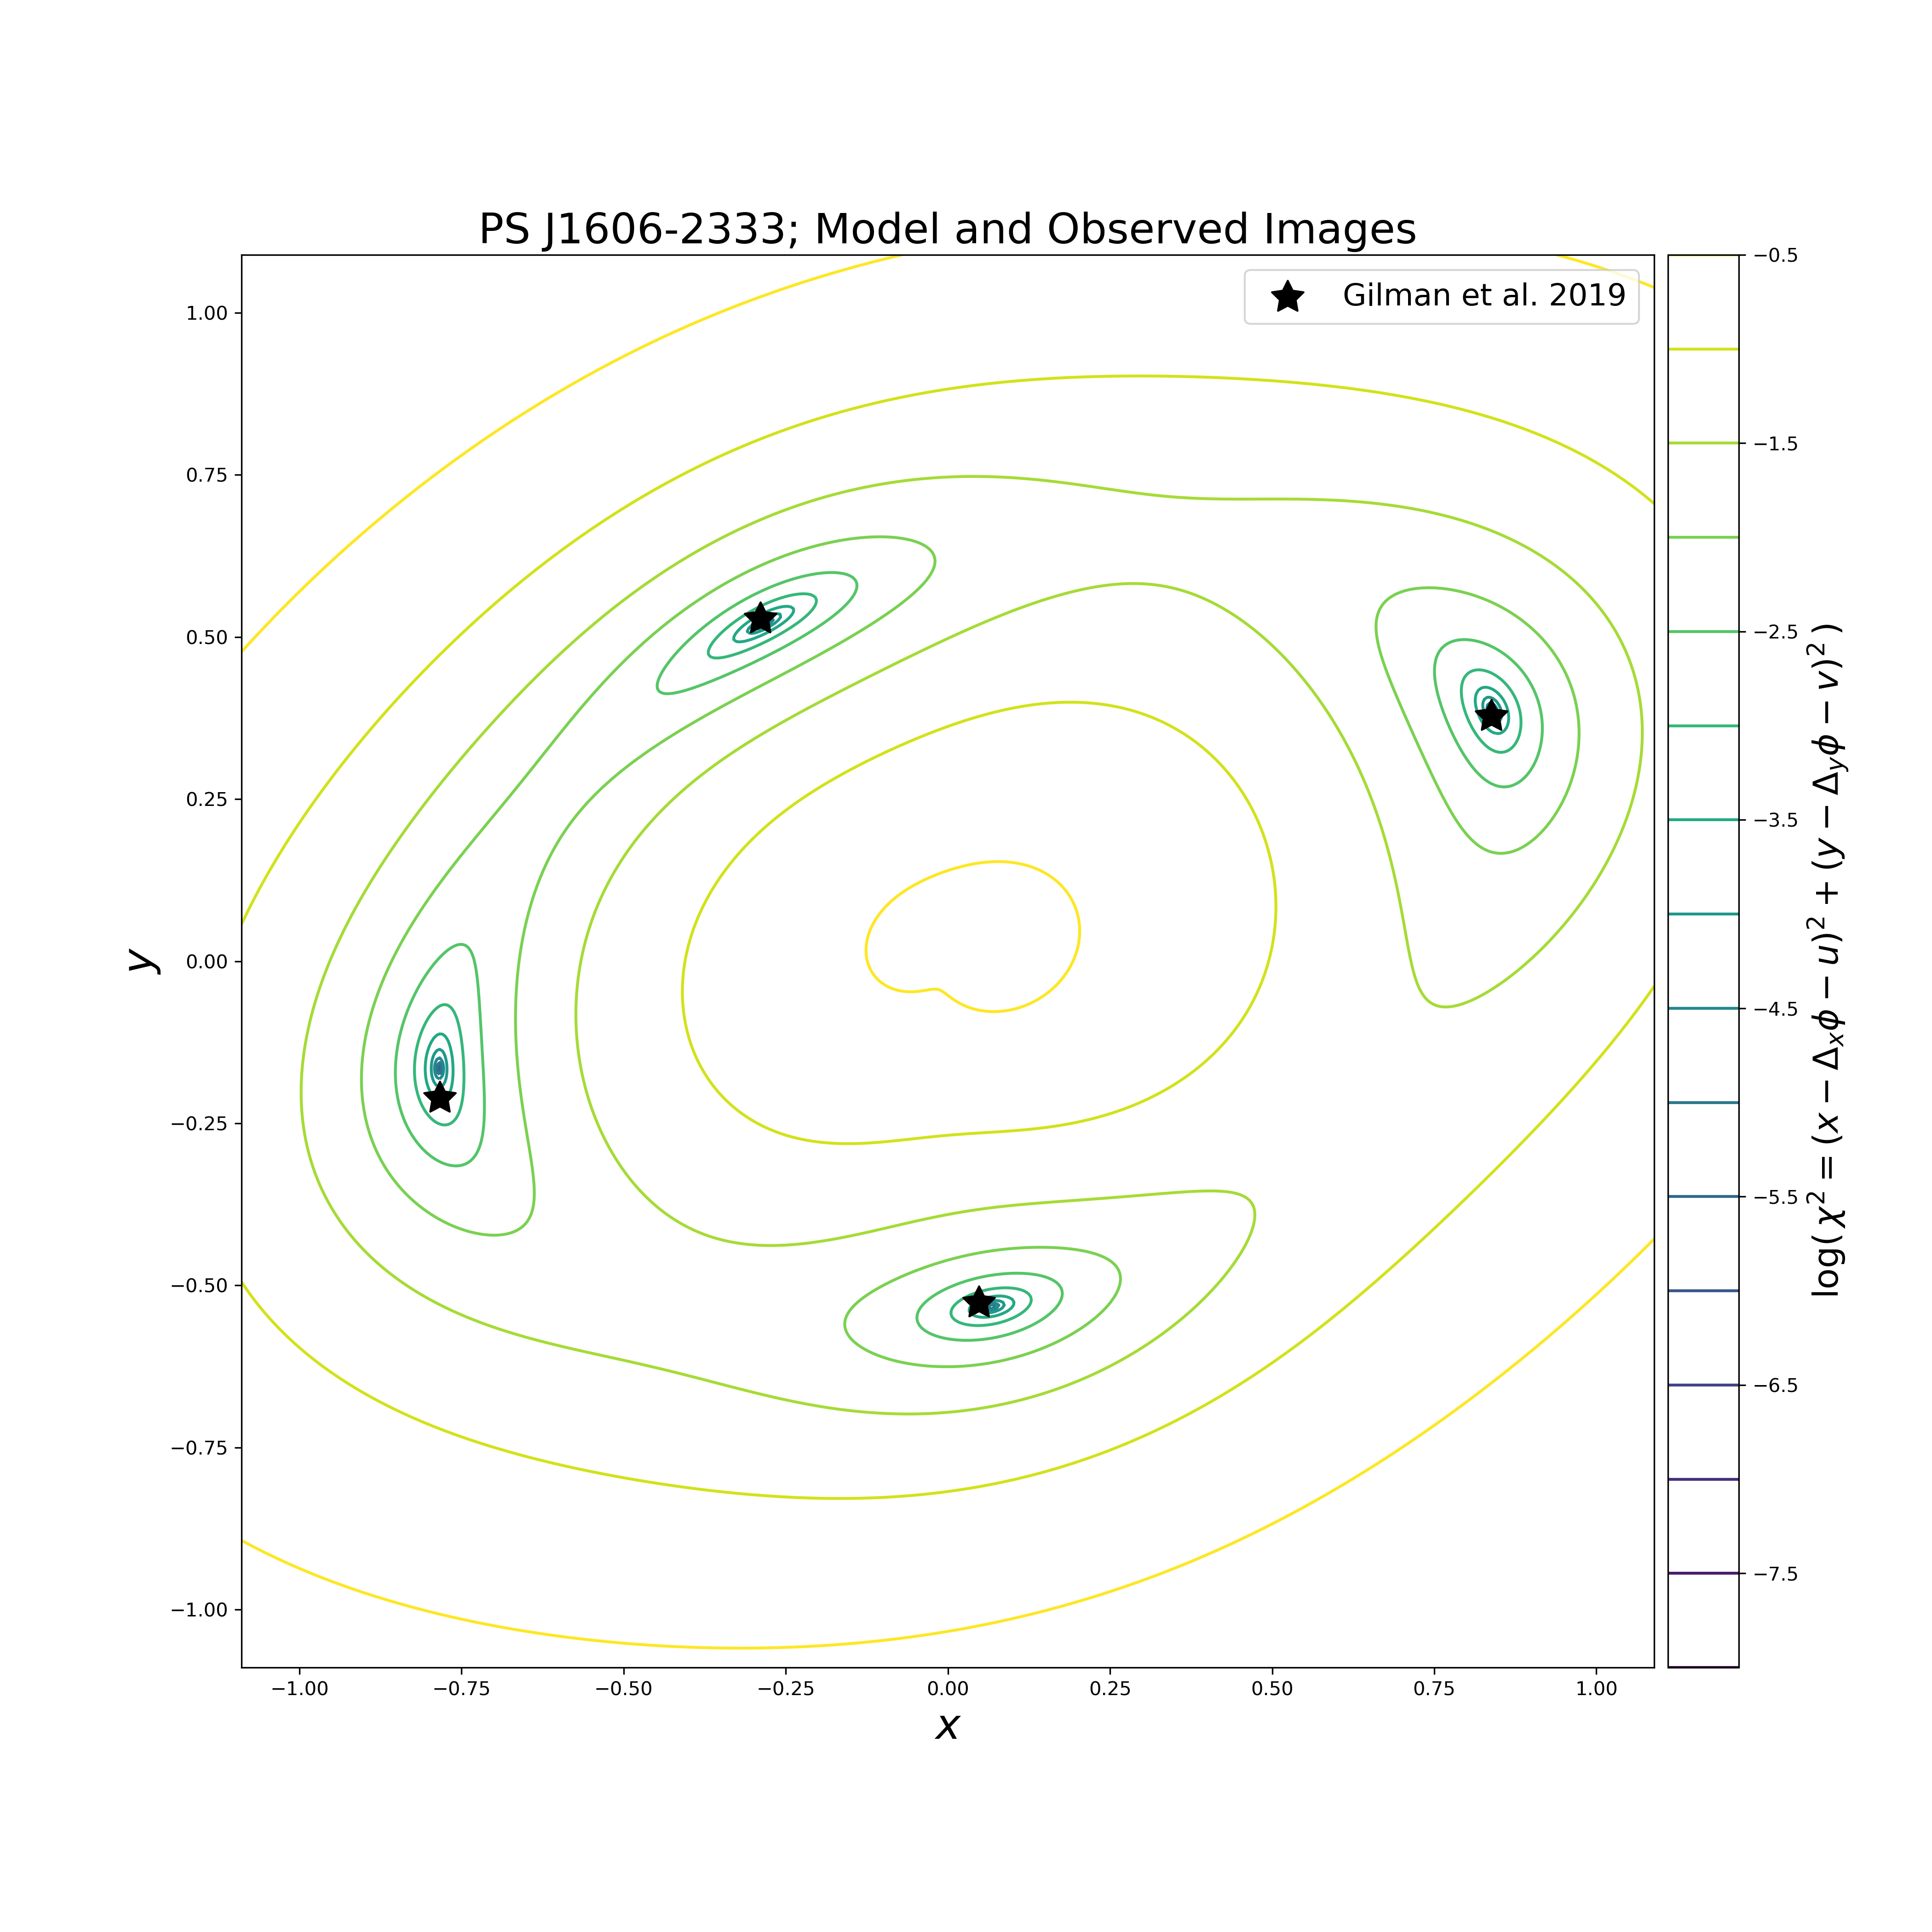 PS J1606-2333; Model and Observed Images
Gilman et al. 2019
1.00
0.75
0.50
0.25
0.00
−0.25
−0.50
−0.75
−1.00
y
−1.00 −0.75 −0.50 −0.25 0.00 0.25 0.50 0.75 1.00
x
−0.5
−1.5
−2.5
−3.5
−4.5
−5.5
−6.5
−7.5
log(χ² = (x − Δₓϕ − u)² + (y − Δᵧϕ − v)²)